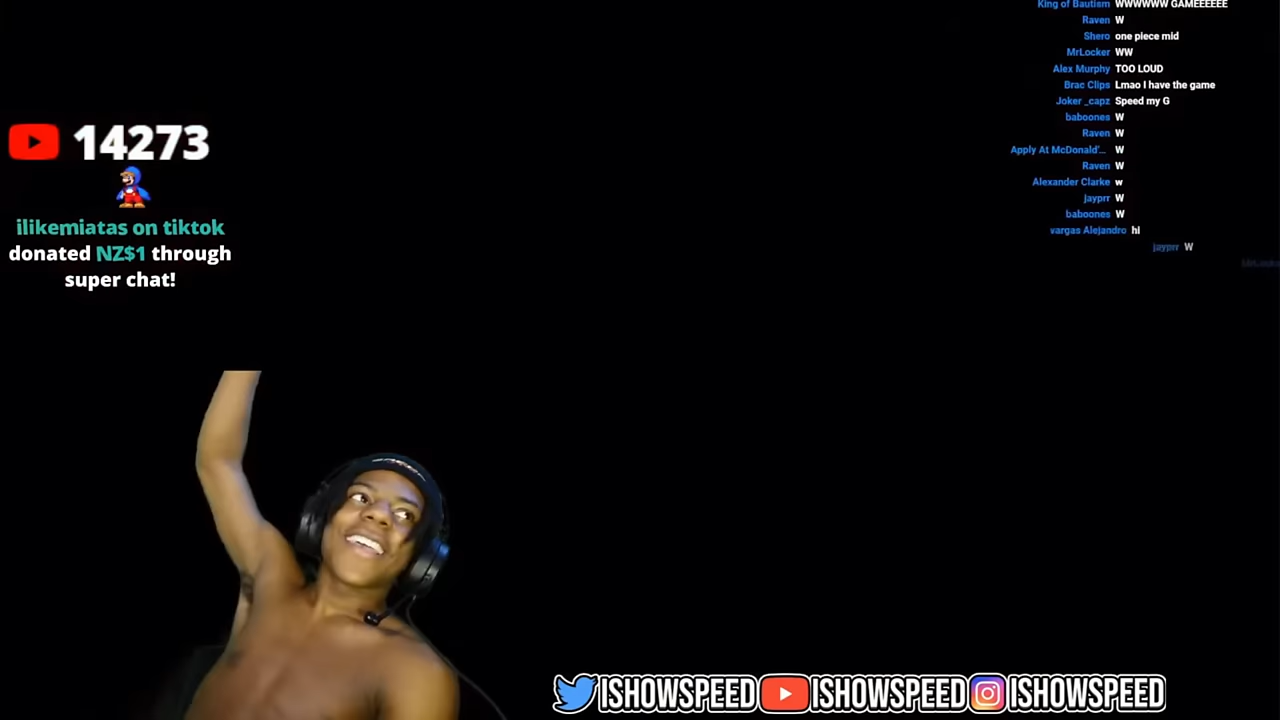 King of Bautism WWWWWW GAMEEEEEE
Raven W
Shero one piece mid
MrLocker WW
Alex Murphy TOO LOUD
Brac Clips Lmao I have the game
Joker _capz Speed my G
baboones W
Raven W
Apply At McDonald'... W
Raven W
Alexander Clarke w
Jayprr W
baboones W
vargas Alejandro hi
jayprr W
14273
ilikemiatas on tiktok
donated NZ$1 through
super chat!
ISHOWSPEED ISHOWSPEED ISHOWSPEED